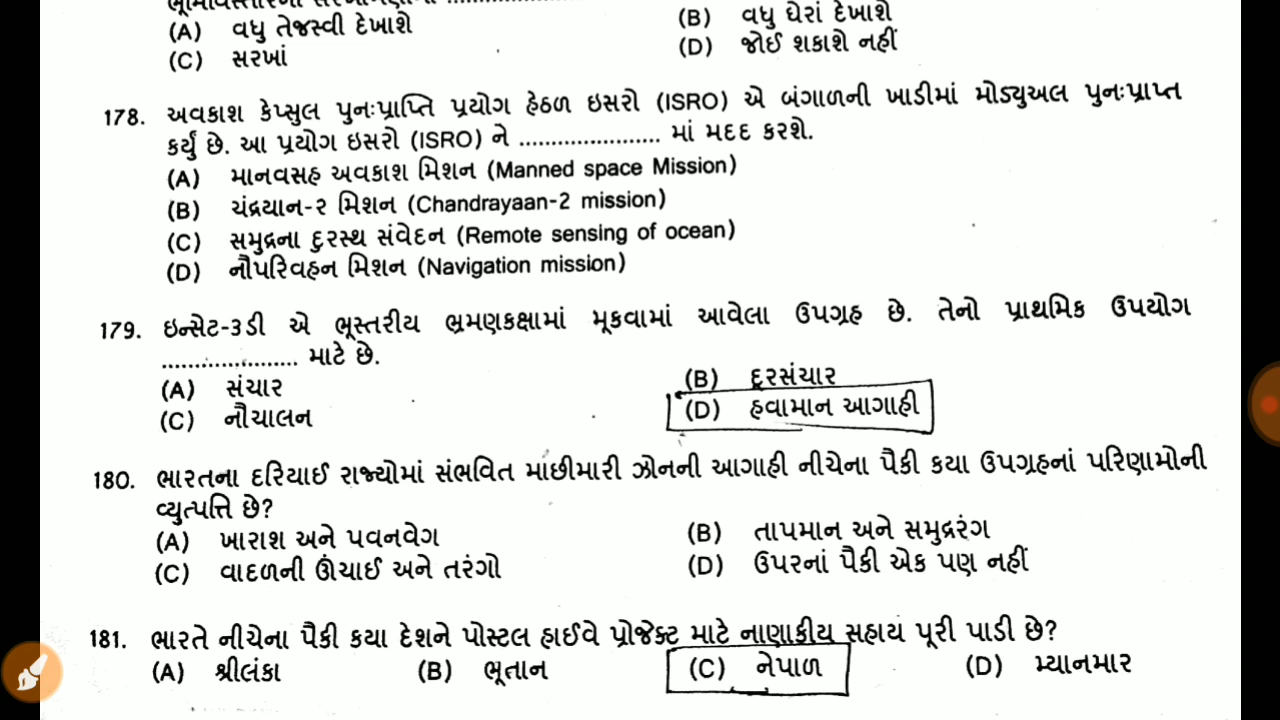 (A) વધુ તેજસ્વી દેખાશે (B) વધુ ઘેરાં દેખાશે
(C) સરખાં (D) જોઈ શકાશે નહીં
178. અવકાશ કેપ્સુલ પુનઃપ્રાપ્તિ પ્રયોગ હેઠળ ઇસરો (ISRO) એ બંગાળની ખાડીમાં મોડ્યુઅલ પુનઃપ્રાપ્ત
કર્યું છે. આ પ્રયોગ ઇસરો (ISRO) ને ...................... માં મદદ કરશે.
(A) માનવસહ અવકાશ મિશન (Manned space Mission)
(B) ચંદ્રયાન-૨ મિશન (Chandrayaan-2 mission)
(C) સમુદ્રના દુરસ્થ સંવેદન (Remote sensing of ocean)
(D) નૌપરિવહન મિશન (Navigation mission)
179. ઇન્સેટ-૩ડી એ ભૂસ્તરીય ભ્રમણકક્ષામાં મૂકવામાં આવેલા ઉપગ્રહ છે. તેનો પ્રાથમિક ઉપયોગ
..................... માટે છે.
(A) સંચાર (B) દૂરસંચાર
(C) નૌચાલન (D) હવામાન આગાહી
180. ભારતના દરિયાઈ રાજ્યોમાં સંભવિત માછીમારી ઝોનની આગાહી નીચેના પૈકી કયા ઉપગ્રહનાં પરિણામોની
વ્યુત્પત્તિ છે?
(A) ખારાશ અને પવનવેગ (B) તાપમાન અને સમુદ્રરંગ
(C) વાદળની ઊંચાઈ અને તરંગો (D) ઉપરનાં પૈકી એક પણ નહીં
181. ભારતે નીચેના પૈકી કયા દેશને પોસ્ટલ હાઈવે પ્રોજેક્ટ માટે નાણાકીય સહાય પૂરી પાડી છે?
(A) શ્રીલંકા (B) ભૂતાન (C) નેપાળ (D) મ્યાનમાર